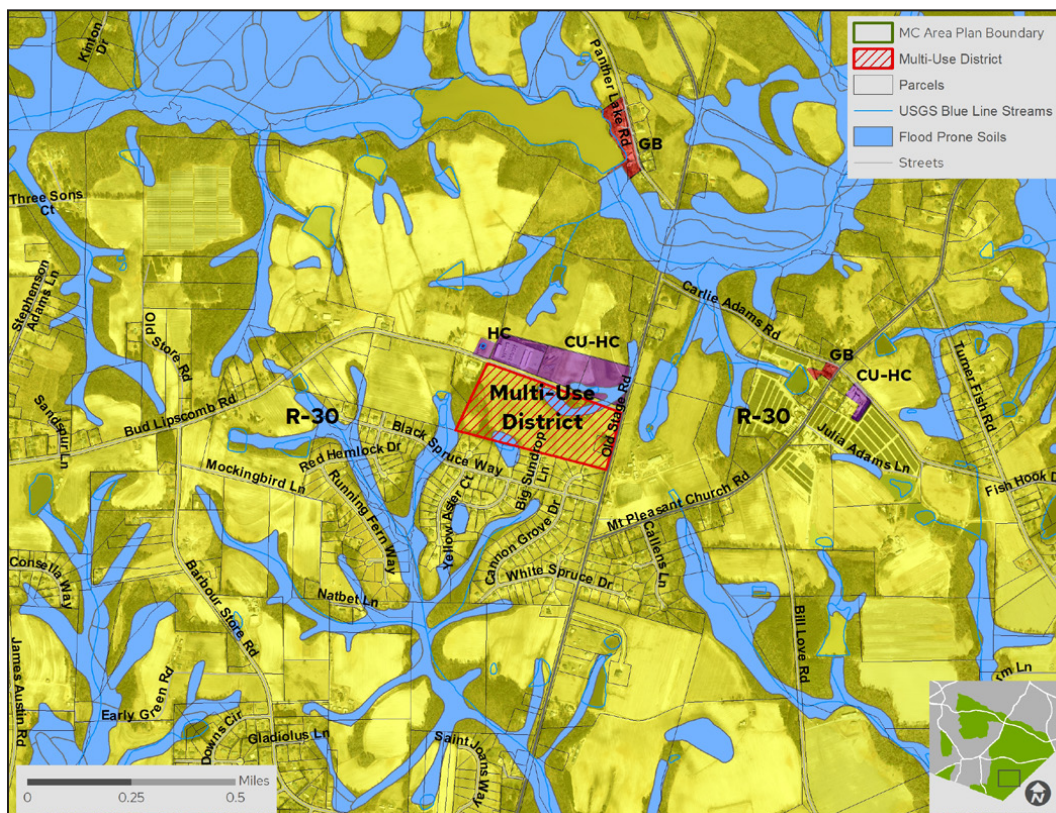 Kinton
Dr
Panther Lake Rd
GB
MC Area Plan Boundary
Multi-Use District
Parcels
USGS Blue Line Streams
Flood Prone Soils
Streets
Three Sons
Ct
Stephenson
Adams Ln
Old
Store Rd
Carlie Adams Rd
HC
CU-HC
GB
CU-HC
Turner Fish Rd
Multi-Use
District
Old Stage Rd
Sandspur Ln
Bud Lipscomb Rd
R-30
R-30
Black Spruce Way
Red Hemlock Dr
Big Sundrop
Ln
Julia Adams Ln
Mockingbird Ln
Running Fern Way
Yellow Aster Ct
Cannon Grove Dr
Mt Pleasant Church Rd
Fish Hook D
Callens Ln
White Spruce Dr
Consella Way
Barbour Store Rd
Natbet Ln
Bill Love Rd
James Austin Rd
Early Green Rd
Downs Cir
Gladiolus Ln
Saint Joans Way
rm Ln
Miles
0 0.25 0.5
N